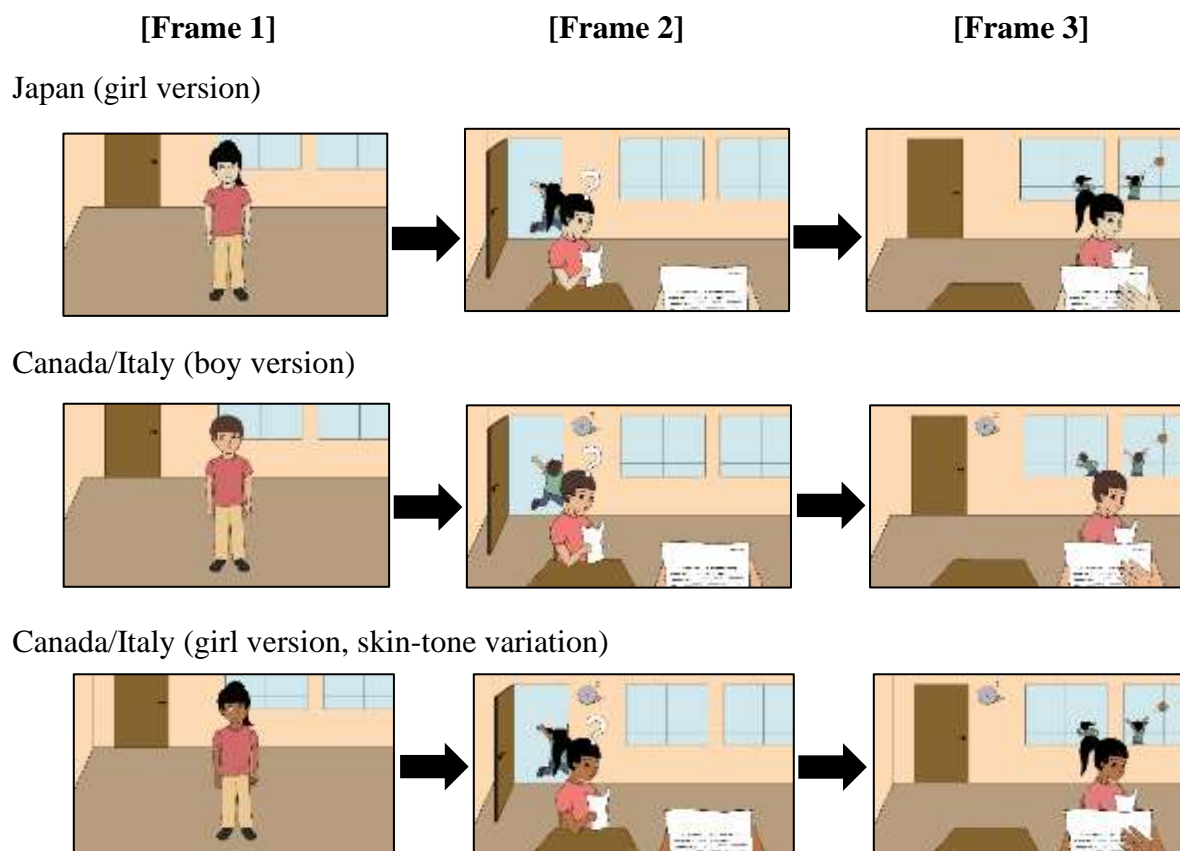 [Frame 1] [Frame 2] [Frame 3]
Japan (girl version)
?
Canada/Italy (boy version)
?
Canada/Italy (girl version, skin-tone variation)
?